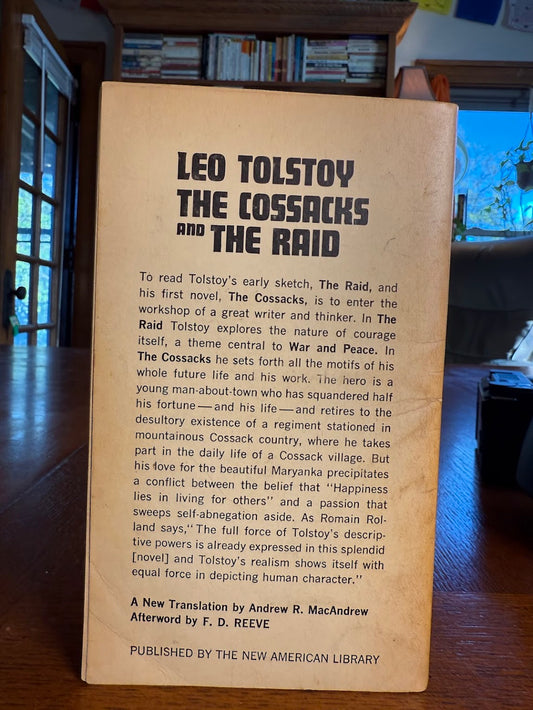 LEO TOLSTOY
THE COSSACKS
AND THE RAID
To read Tolstoy's early sketch, The Raid, and
his first novel, The Cossacks, is to enter the
workshop of a great writer and thinker. In The
Raid Tolstoy explores the nature of courage
itself, a theme central to War and Peace. In
The Cossacks he sets forth all the motifs of his
whole future life and his work. The hero is a
young man-about-town who has squandered half
his fortune—and his life—and retires to the
desultory existence of a regiment stationed in
mountainous Cossack country, where he takes
part in the daily life of a Cossack village. But
his love for the beautiful Maryanka precipitates
a conflict between the belief that "Happiness
lies in living for others" and a passion that
sweeps self-abnegation aside. As Romain Rol-
land says, "The full force of Tolstoy's descrip-
tive powers is already expressed in this splendid
[novel] and Tolstoy's realism shows itself with
equal force in depicting human character."
A New Translation by Andrew R. MacAndrew
Afterword by F. D. REEVE
PUBLISHED BY THE NEW AMERICAN LIBRARY